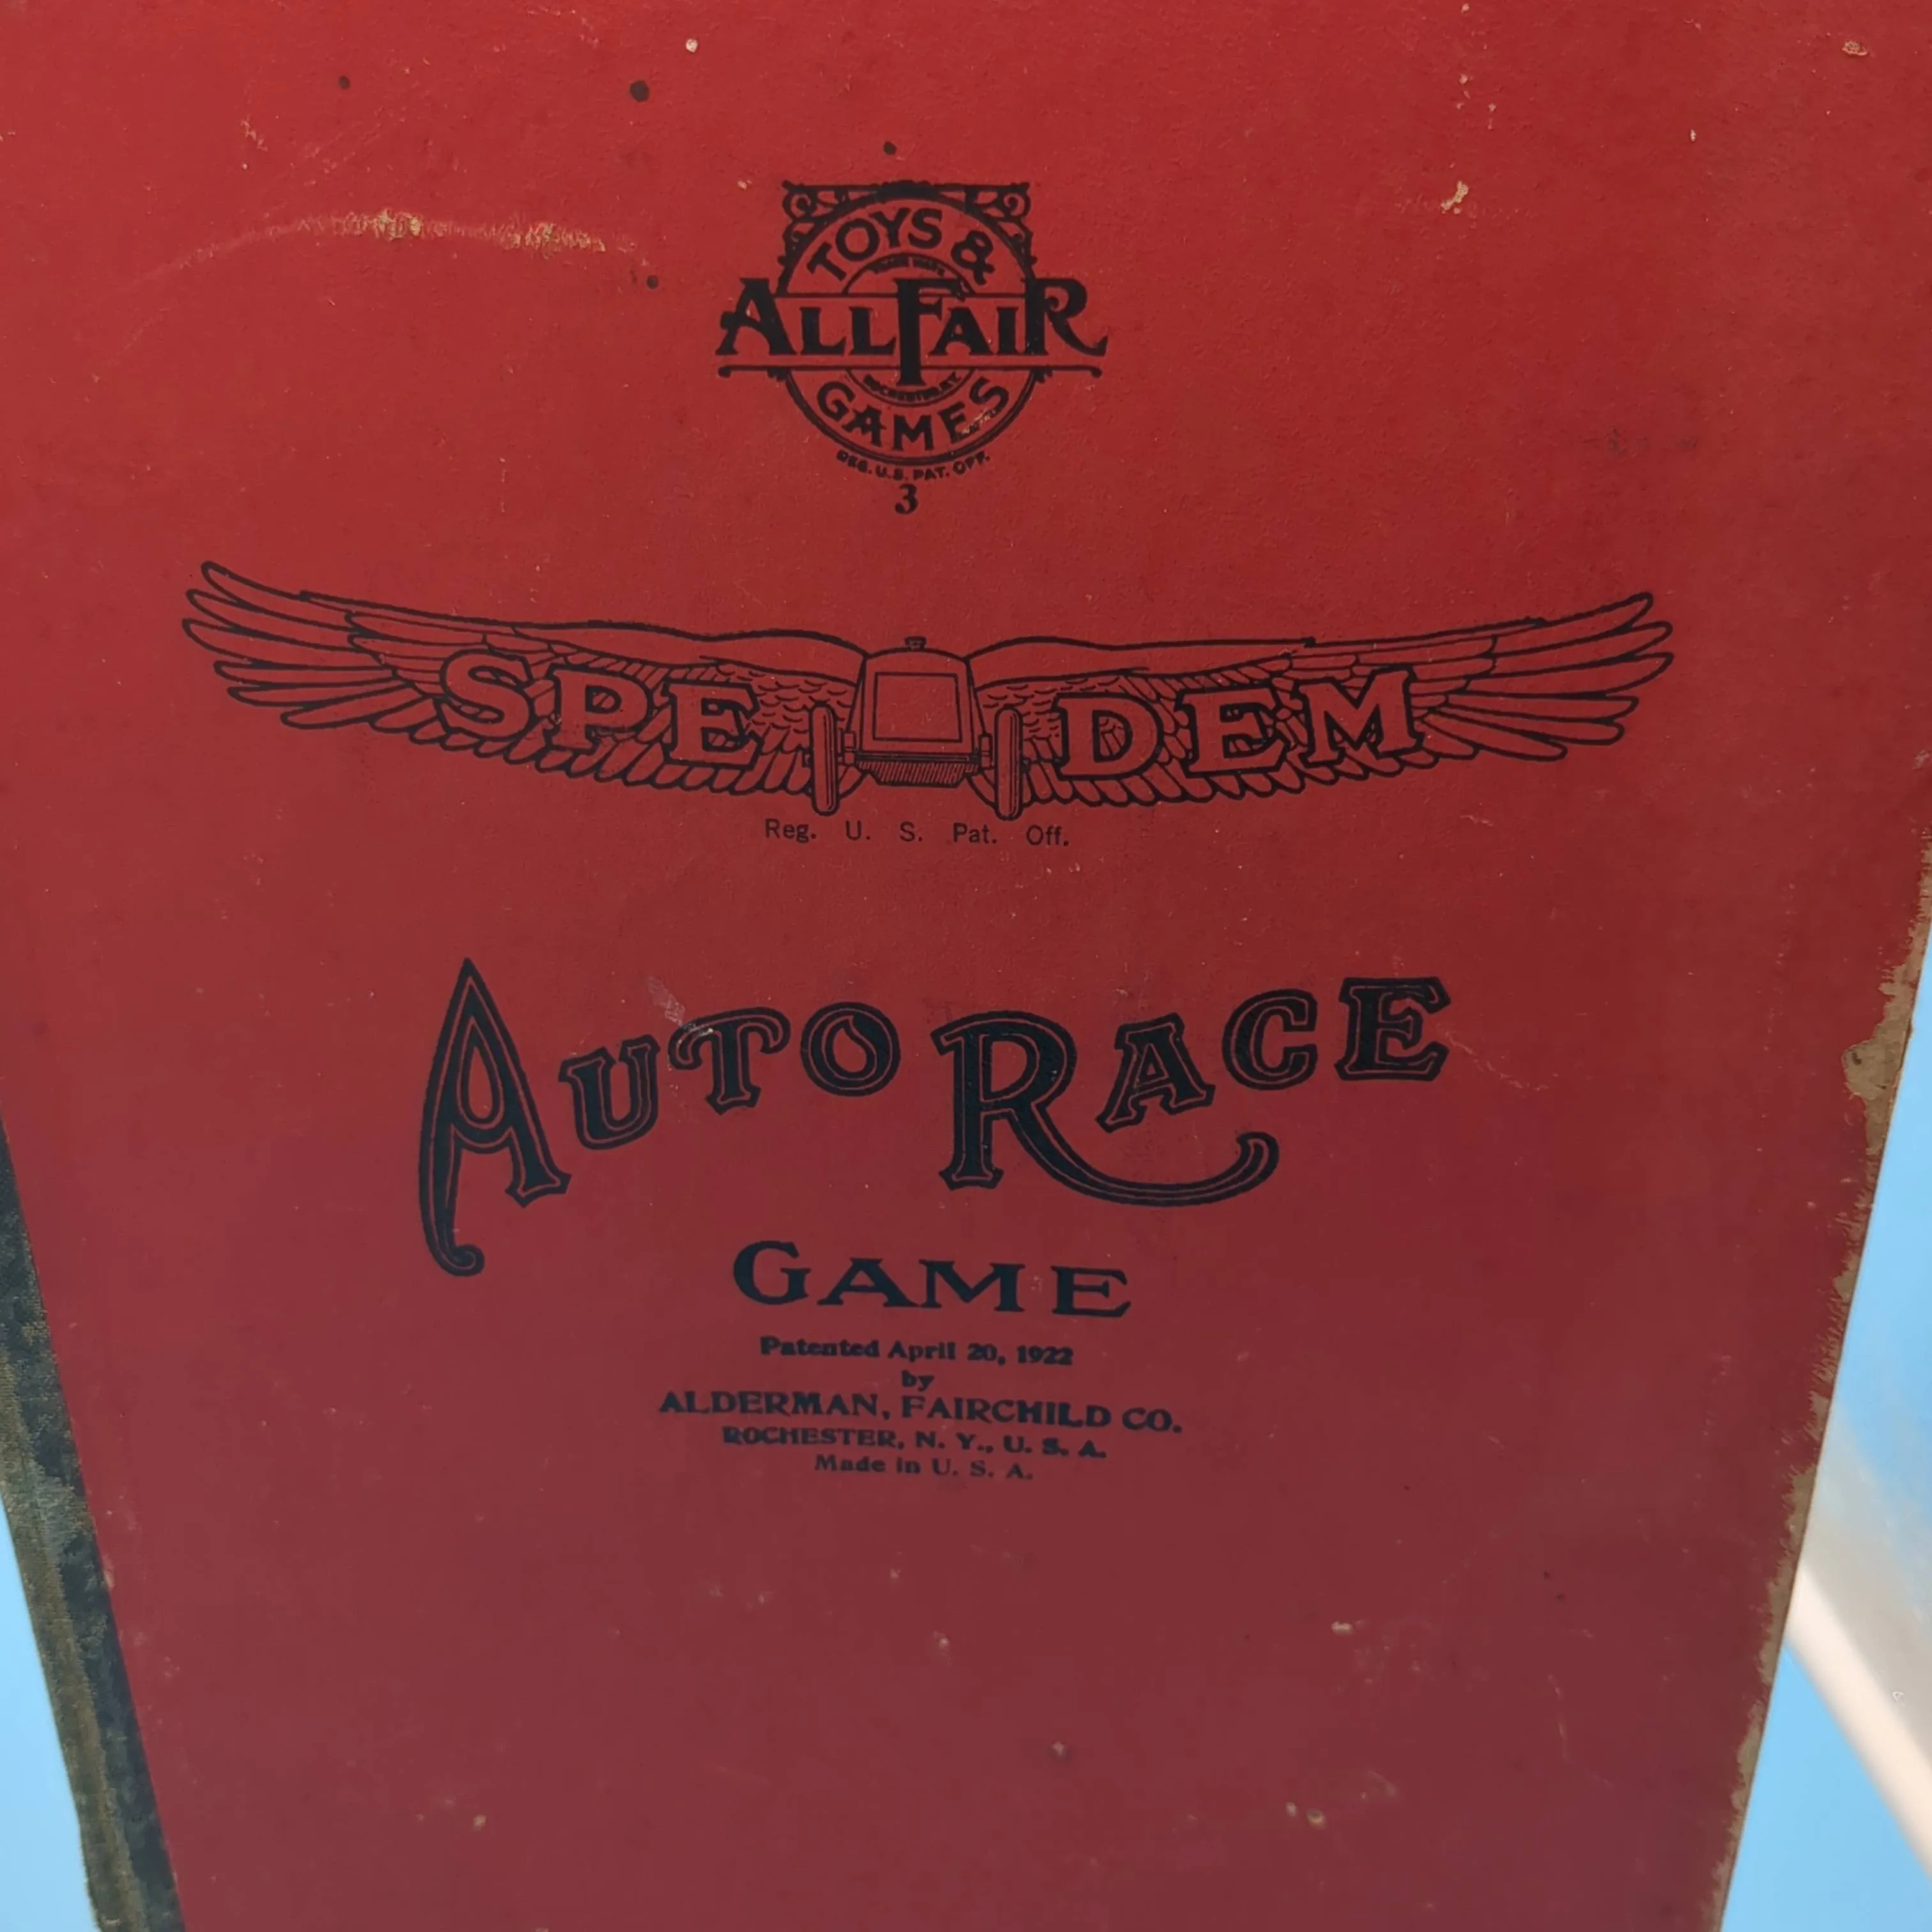 TOYS &
ALLFAIR
GAMES
REG. U.S. PAT. OFF.
3
SPE DEM
Reg. U. S. Pat. Off.
AUTO RACE
GAME
Patented April 20, 1922
by
ALDERMAN, FAIRCHILD CO.
ROCHESTER, N. Y., U. S. A.
Made in U. S. A.